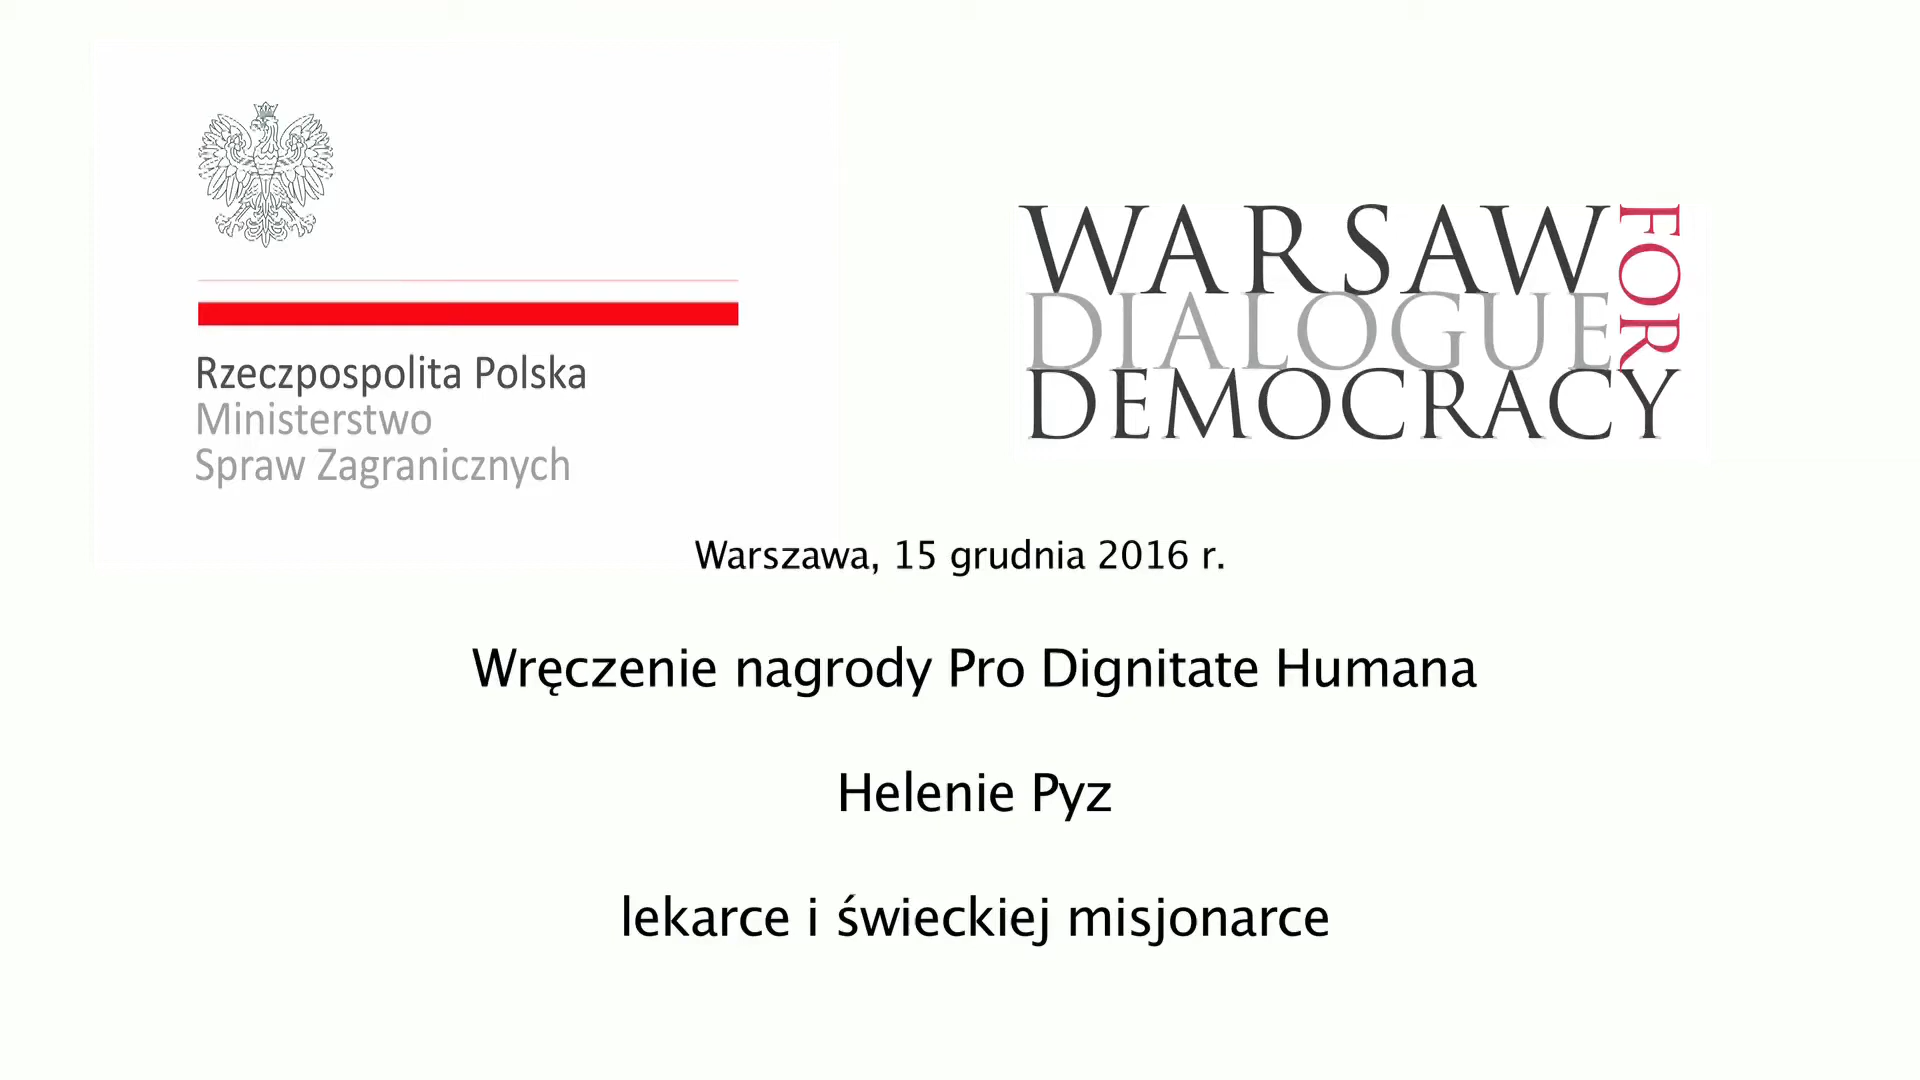 Rzeczpospolita Polska
Ministerstwo
Spraw Zagranicznych
WARSAW
DIALOGUE
FOR
DEMOCRACY
Warszawa, 15 grudnia 2016 r.
Wręczenie nagrody Pro Dignitate Humana
Helenie Pyz
lekarce i świeckiej misjonarce